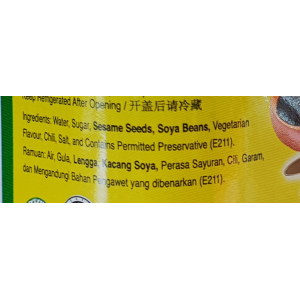 Keep Refrigerated After Opening / 开盖后请冷藏
Ingredients: Water, Sugar, Sesame Seeds, Soya Beans, Vegetarian
Flavour, Chili, Salt, and Contains Permitted Preservative (E211).
Ramuan: Air, Gula, Lengga, Kacang Soya, Perasa Sayuran, Cili, Garam,
dan Mengandungi Bahan Pengawet yang dibenarkan (E211).